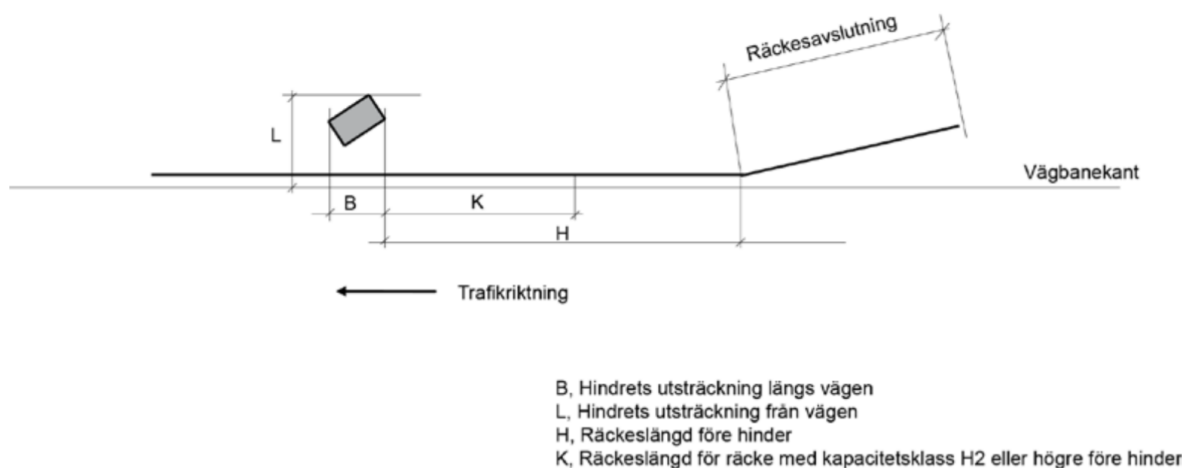 Räckesavslutning
L
Vägbanekant
B
K
H
Trafikriktning
B, Hindrets utsträckning längs vägen
L, Hindrets utsträckning från vägen
H, Räckeslängd före hinder
K, Räckeslängd för räcke med kapacitetsklass H2 eller högre före hinder